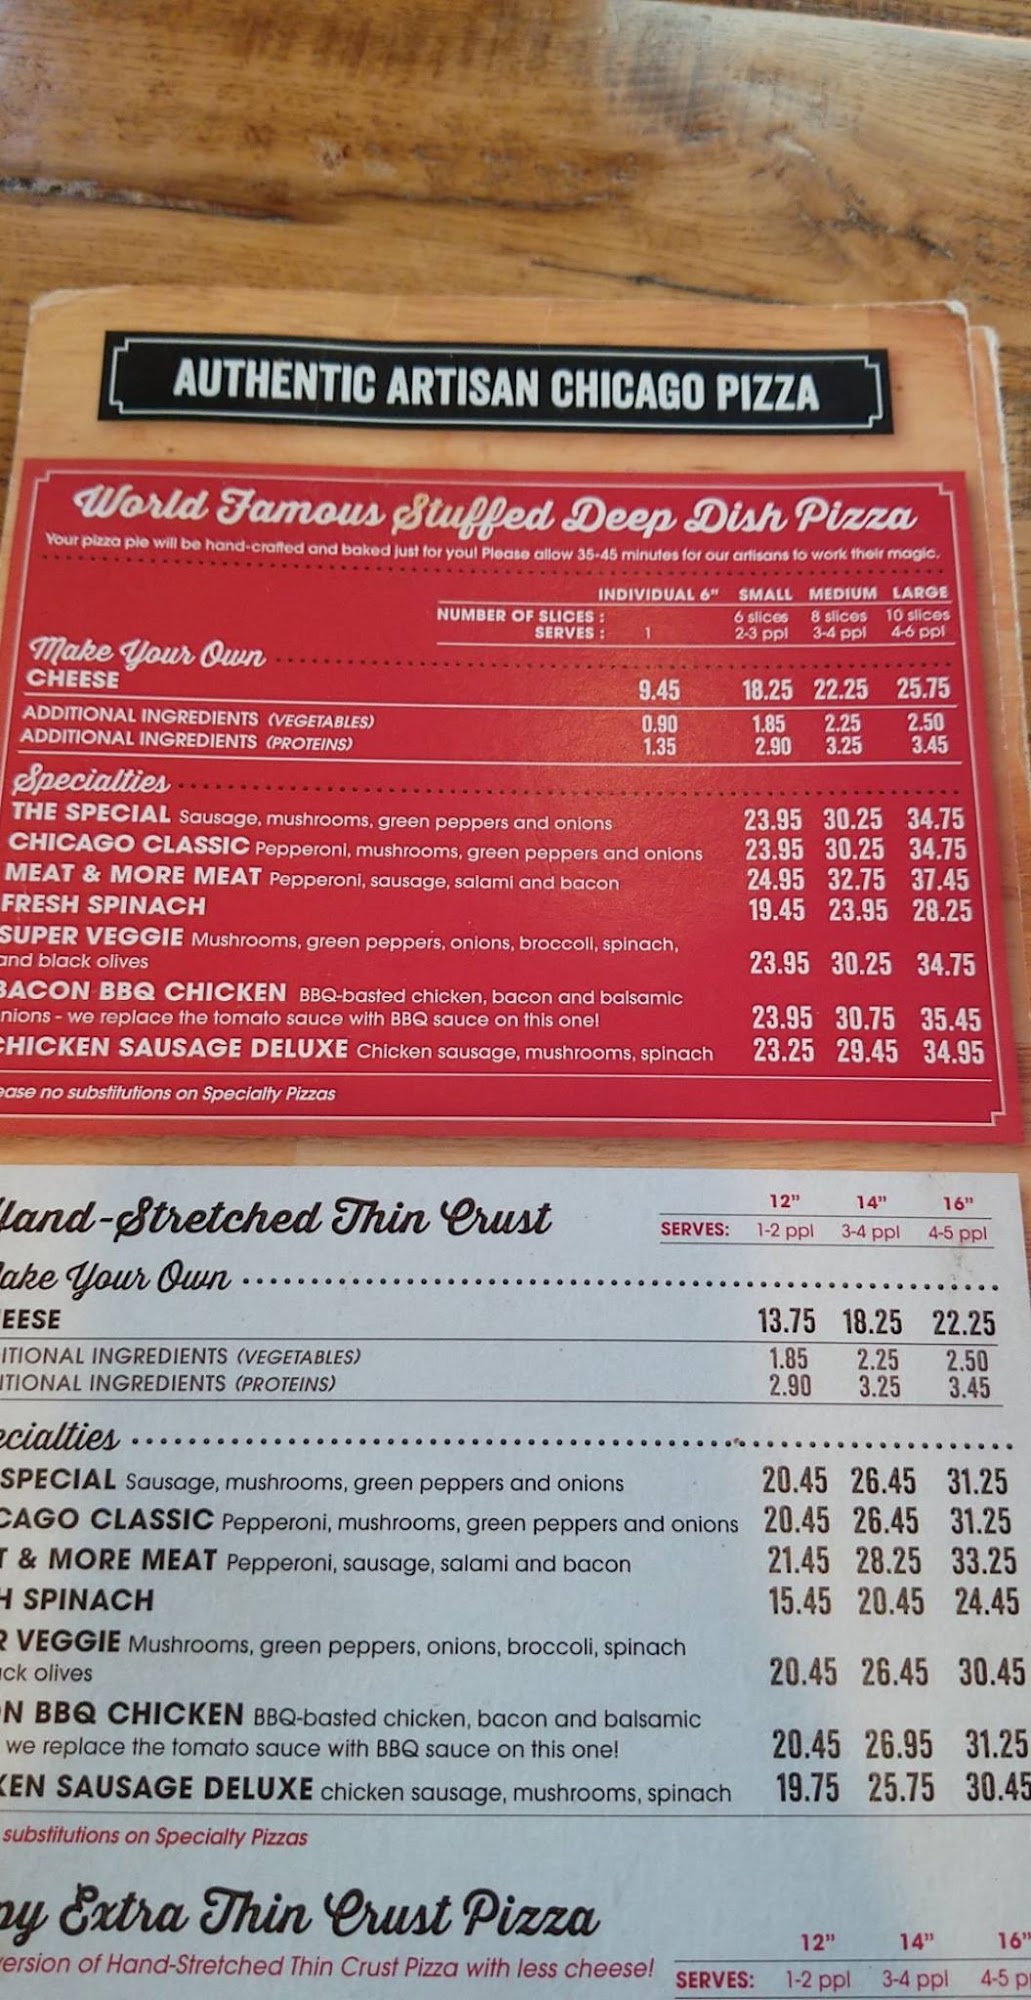 AUTHENTIC ARTISAN CHICAGO PIZZA
World Famous Stuffed Deep Dish Pizza
Your pizza pie will be hand-crafted and baked just for you! Please allow 35-45 minutes for our artisans to work their magic.
INDIVIDUAL 6" SMALL MEDIUM LARGE
NUMBER OF SLICES : 6 slices 8 slices 10 slices
SERVES : 1 2-3 ppl 3-4 ppl 4-6 ppl
Make Your Own
CHEESE 9.45 18.25 22.25 25.75
ADDITIONAL INGREDIENTS (VEGETABLES) 0.90 1.85 2.25 2.50
ADDITIONAL INGREDIENTS (PROTEINS) 1.35 2.90 3.25 3.45
Specialties
THE SPECIAL Sausage, mushrooms, green peppers and onions 23.95 30.25 34.75
CHICAGO CLASSIC Pepperoni, mushrooms, green peppers and onions 23.95 30.25 34.75
MEAT & MORE MEAT Pepperoni, sausage, salami and bacon 24.95 32.75 37.45
FRESH SPINACH 19.45 23.95 28.25
SUPER VEGGIE Mushrooms, green peppers, onions, broccoli, spinach,
and black olives 23.95 30.25 34.75
BACON BBQ CHICKEN BBQ-basted chicken, bacon and balsamic
nions - we replace the tomato sauce with BBQ sauce on this one! 23.95 30.75 35.45
CHICKEN SAUSAGE DELUXE Chicken sausage, mushrooms, spinach 23.25 29.45 34.95
ease no substitutions on Specialty Pizzas
Hand-Stretched Thin Crust 12" 14" 16"
SERVES: 1-2 ppl 3-4 ppl 4-5 ppl
ake Your Own
EESE 13.75 18.25 22.25
ITIONAL INGREDIENTS (VEGETABLES) 1.85 2.25 2.50
ITIONAL INGREDIENTS (PROTEINS) 2.90 3.25 3.45
ecialties
SPECIAL Sausage, mushrooms, green peppers and onions 20.45 26.45 31.25
CAGO CLASSIC Pepperoni, mushrooms, green peppers and onions 20.45 26.45 31.25
T & MORE MEAT Pepperoni, sausage, salami and bacon 21.45 28.25 33.25
H SPINACH 15.45 20.45 24.45
R VEGGIE Mushrooms, green peppers, onions, broccoli, spinach
ck olives 20.45 26.45 30.45
ON BBQ CHICKEN BBQ-basted chicken, bacon and balsamic
we replace the tomato sauce with BBQ sauce on this one! 20.45 26.95 31.25
KEN SAUSAGE DELUXE chicken sausage, mushrooms, spinach 19.75 25.75 30.45
substitutions on Specialty Pizzas
py Extra Thin Crust Pizza 12" 14" 16"
ersion of Hand-Stretched Thin Crust Pizza with less cheese! SERVES: 1-2 ppl 3-4 ppl 4-5 p